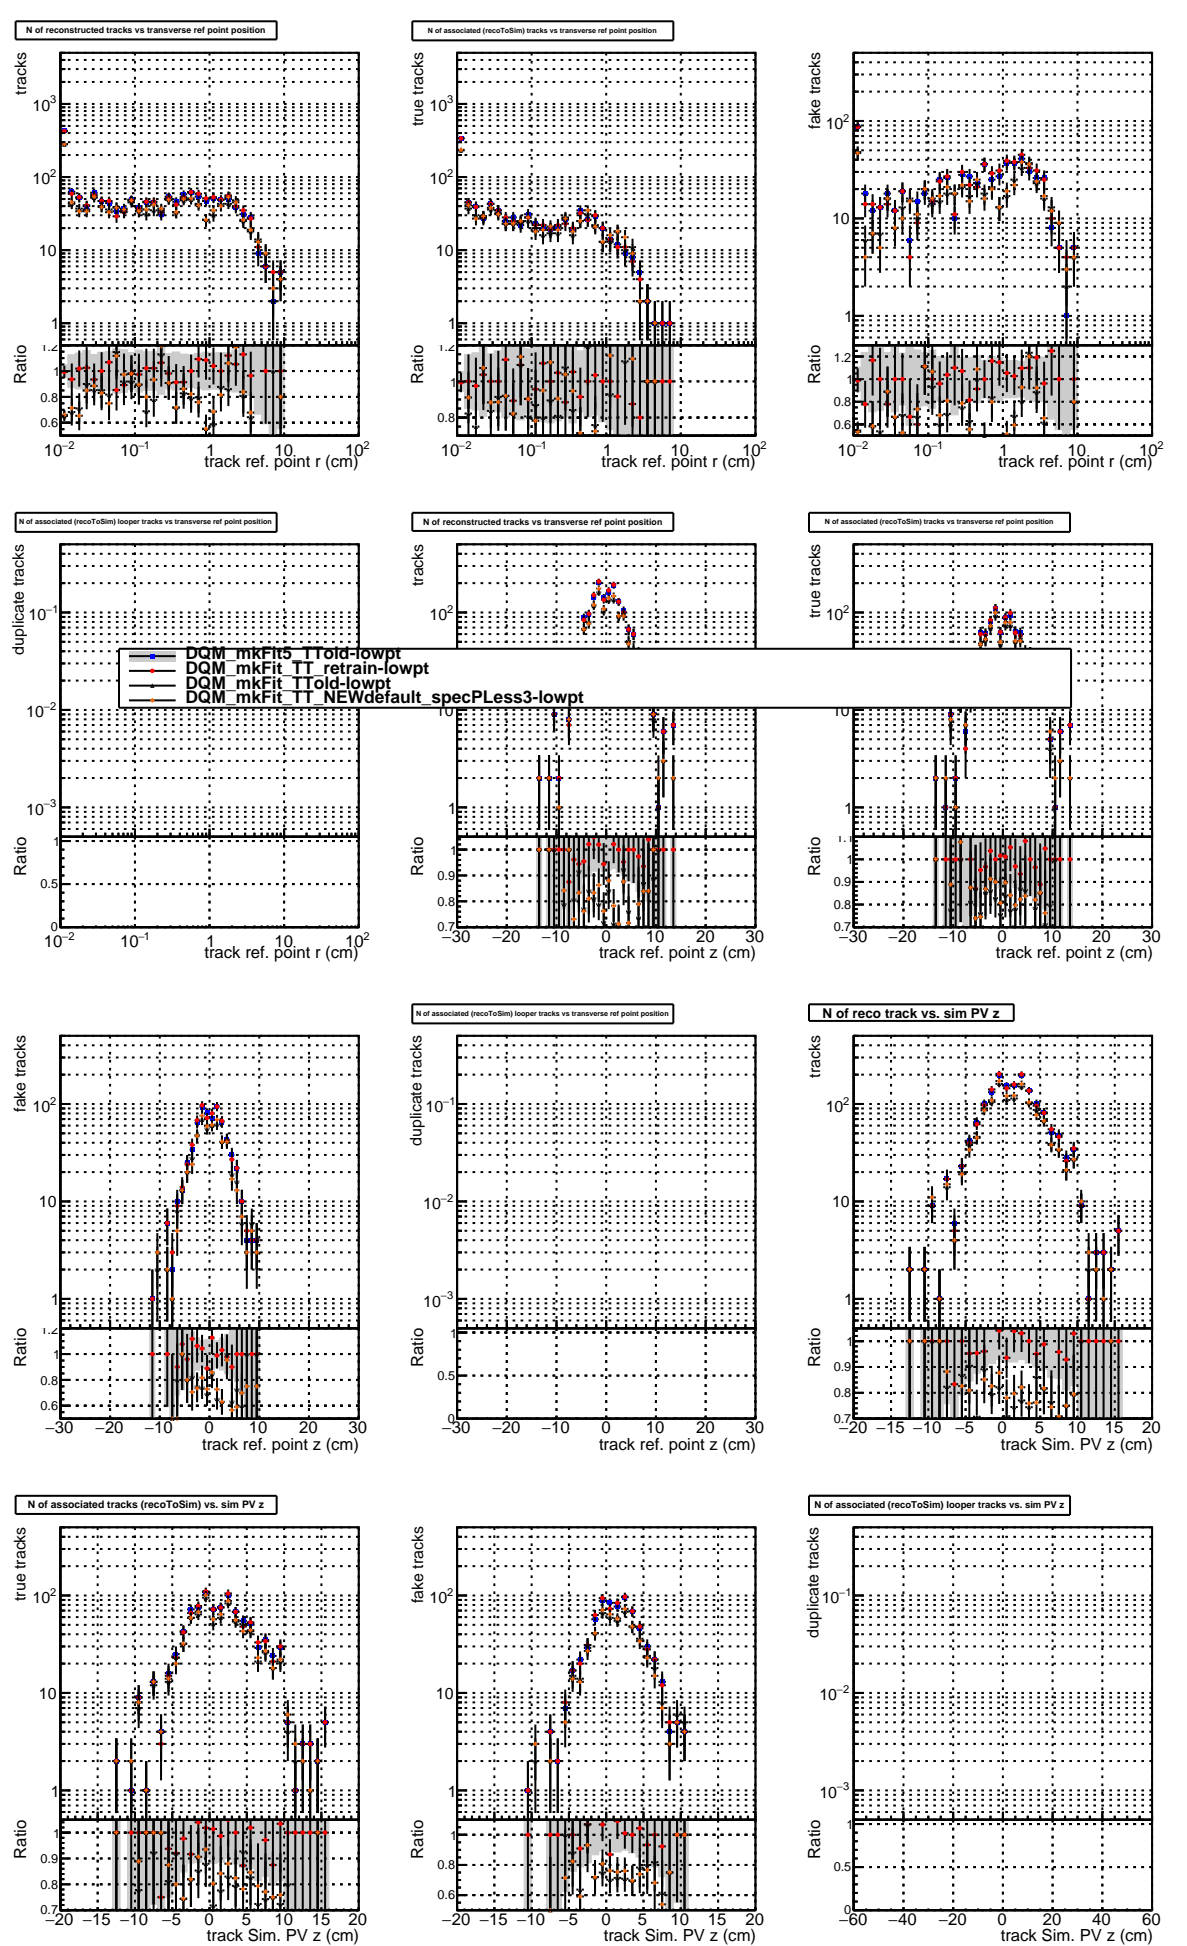 N of reconstructed tracks vs transverse ref point position
tracks
10³
10²
10
1
Ratio
1.2
1
0.8
0.6
10⁻² 10⁻¹ 1 10 10²
track ref. point r (cm)
N of associated (recoToSim) tracks vs transverse ref point position
true tracks
10³
10²
10
1
Ratio
1.2
1
0.8
10⁻² 10⁻¹ 1 10 10²
track ref. point r (cm)
fake tracks
10²
10
1
Ratio
1.2
1
0.8
0.6
10⁻² 10⁻¹ 1 10 10²
track ref. point r (cm)
N of associated (recoToSim) looper tracks vs transverse ref point position
duplicate tracks
10⁻¹
10⁻²
10⁻³
Ratio
1
0.5
0
10⁻² 10⁻¹ 1 10 10²
track ref. point r (cm)
N of reconstructed tracks vs transverse ref point position
tracks
10²
10
1
Ratio
1
0.9
0.8
0.7
−30 −20 −10 0 10 20 30
track ref. point z (cm)
N of associated (recoToSim) tracks vs transverse ref point position
true tracks
10²
10
1
Ratio
1.1
1
0.9
0.8
0.7
−30 −20 −10 0 10 20 30
track ref. point z (cm)
DQM_mkFit5_TTold-lowpt
DQM_mkFit_TT_retrain-lowpt
DQM_mkFit_TTold-lowpt
DQM_mkFit_TT_NEWdefault_specPLess3-lowpt
fake tracks
10²
10
1
Ratio
1.2
1
0.8
0.6
−30 −20 −10 0 10 20 30
track ref. point z (cm)
N of associated (recoToSim) looper tracks vs transverse ref point position
duplicate tracks
10⁻¹
10⁻²
10⁻³
Ratio
1
0.5
0
−30 −20 −10 0 10 20 30
track ref. point z (cm)
N of reco track vs. sim PV z
tracks
10²
10
1
Ratio
1
0.9
0.8
0.7
−20 −15 −10 −5 0 5 10 15 20
track Sim. PV z (cm)
N of associated tracks (recoToSim) vs. sim PV z
true tracks
10²
10
1
Ratio
1
0.9
0.8
0.7
−20 −15 −10 −5 0 5 10 15 20
track Sim. PV z (cm)
fake tracks
10²
10
1
Ratio
1
0.8
0.6
−20 −15 −10 −5 0 5 10 15 20
track Sim. PV z (cm)
N of associated (recoToSim) looper tracks vs. sim PV z
duplicate tracks
10⁻¹
10⁻²
10⁻³
Ratio
1
0.5
0
−60 −40 −20 0 20 40 60
track Sim. PV z (cm)